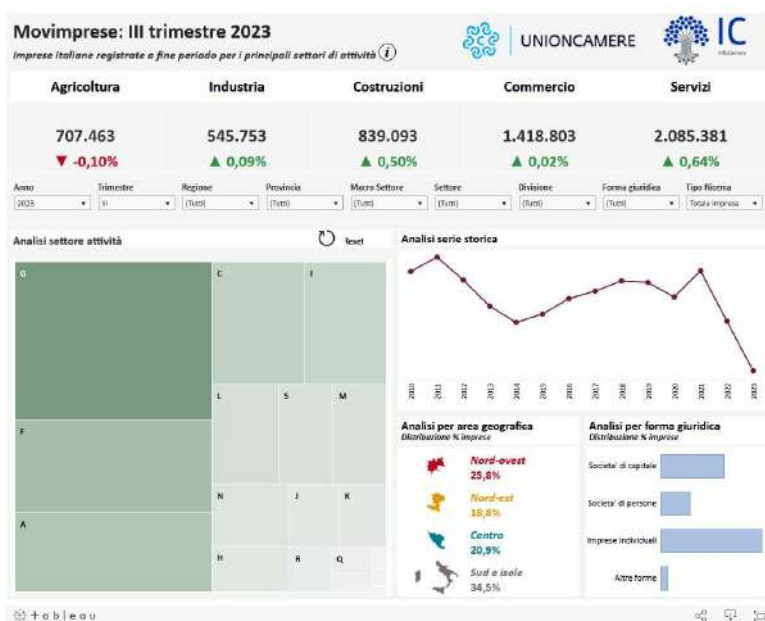 Movimprese: III trimestre 2023
Imprese italiane registrate a fine periodo per i principali settori di attività i
UNIONCAMERE
IC
InfoCamere
Agricoltura Industria Costruzioni Commercio Servizi
707.463 545.753 839.093 1.418.803 2.085.381
▼ -0,10% ▲ 0,09% ▲ 0,50% ▲ 0,02% ▲ 0,64%
Anno Trimestre Regione Provincia Macro Settore Settore Divisione Forma giuridica Tipo Ricerca
2023 III (Tutti) (Tutti) (Tutti) (Tutti) (Tutti) (Tutti) Totale imprese
Analisi settore attività
Reset
G C I
L S M
F
N J K
A
H R Q
Analisi serie storica
2010 2011 2012 2013 2014 2015 2016 2017 2018 2019 2020 2021 2022 2023
Analisi per area geografica
Distribuzione % imprese
Nord-ovest
25,8%
Nord-est
18,8%
Centro
20,9%
Sud e isole
34,5%
Analisi per forma giuridica
Distribuzione % imprese
Societa' di capitale
Societa' di persone
Imprese individuali
Altre forme
+ a b l e a u